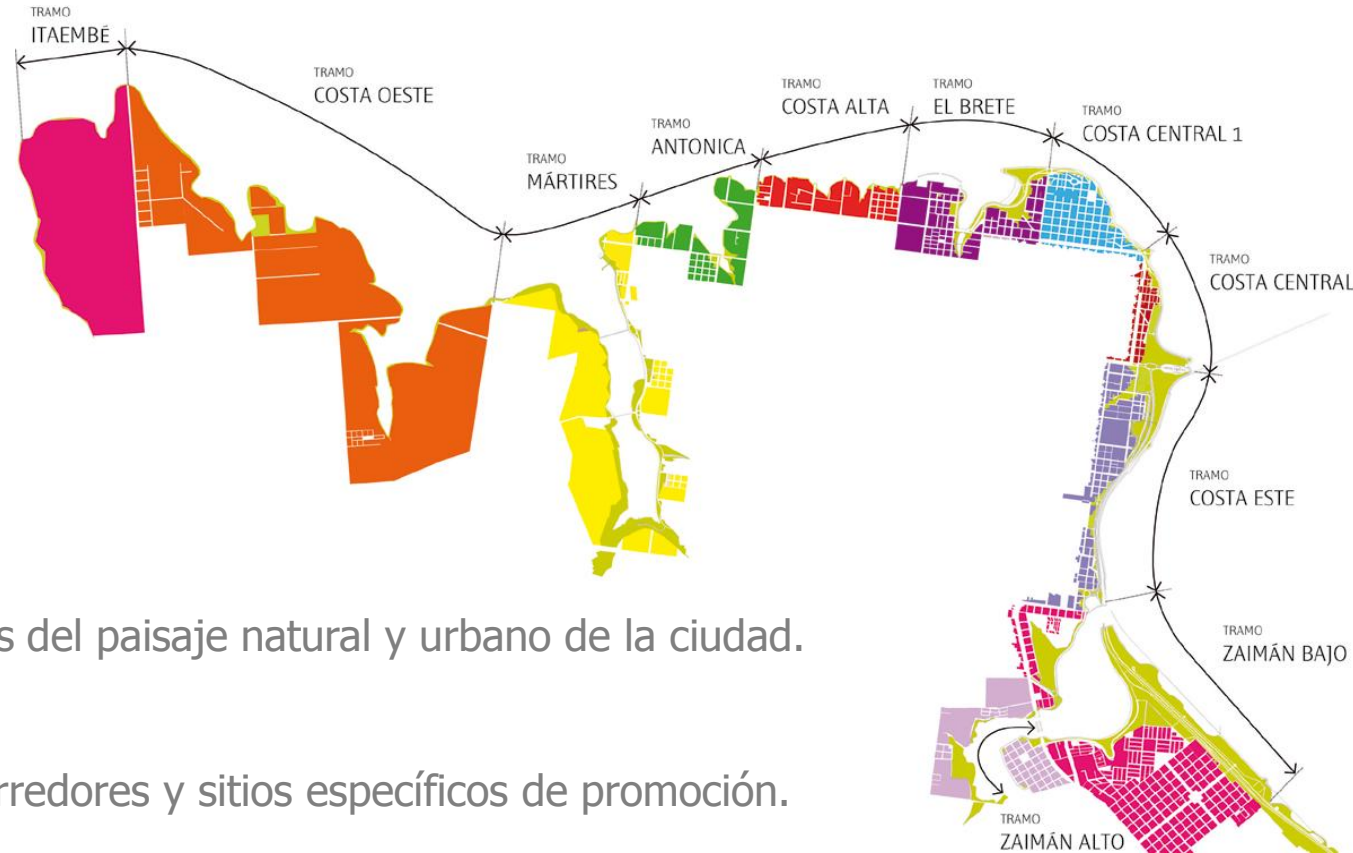 TRAMO
ITAEMBÉ
TRAMO
COSTA OESTE
TRAMO
MÁRTIRES
TRAMO
ANTONICA
TRAMO
COSTA ALTA
TRAMO
EL BRETE
TRAMO
COSTA CENTRAL 1
TRAMO
COSTA CENTRAL
TRAMO
COSTA ESTE
TRAMO
ZAIMÁN BAJO
TRAMO
ZAIMÁN ALTO
s del paisaje natural y urbano de la ciudad.
rredores y sitios específicos de promoción.